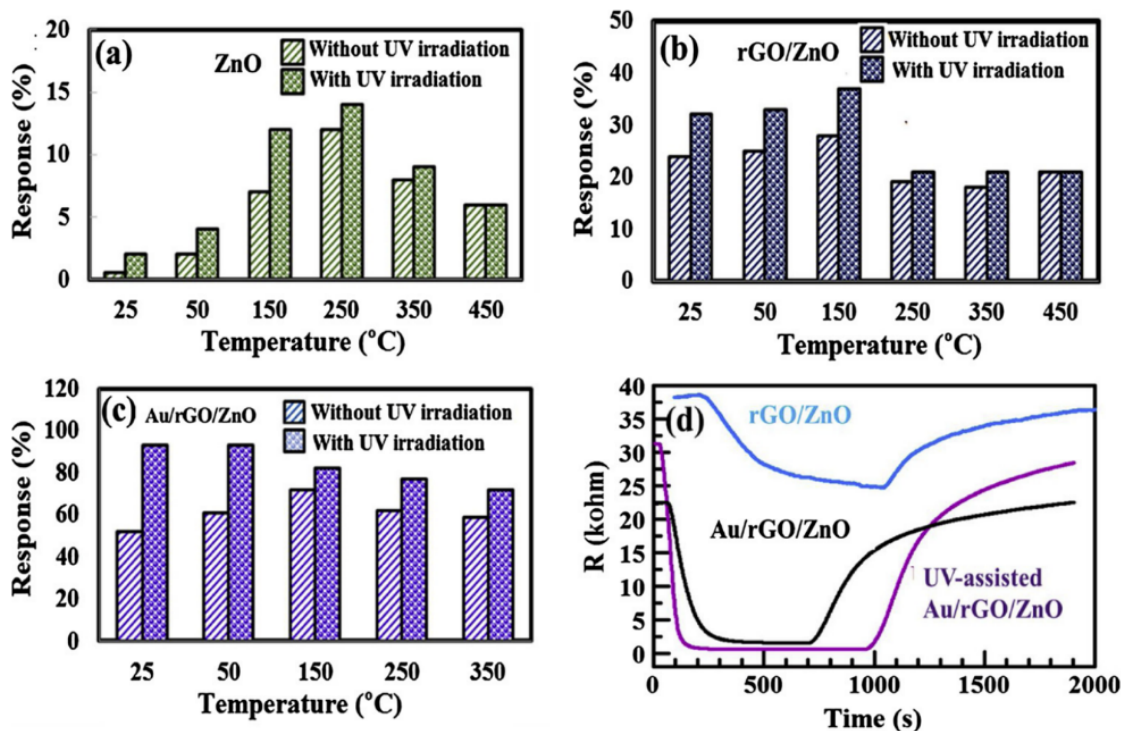 (a)
ZnO
Without UV irradiation
With UV irradiation
20
15
10
5
0
Response (%)
25 50 150 250 350 450
Temperature (°C)
(b)
rGO/ZnO
Without UV irradiation
With UV irradiation
50
40
30
20
10
0
Response (%)
25 50 150 250 350 450
Temperature (°C)
(c)
Au/rGO/ZnO
Without UV irradiation
With UV irradiation
120
100
80
60
40
20
0
Response (%)
25 50 150 250 350
Temperature (°C)
(d)
rGO/ZnO
Au/rGO/ZnO
UV-assisted
Au/rGO/ZnO
40
35
30
25
20
15
10
5
0
R (kohm)
0 500 1000 1500 2000
Time (s)